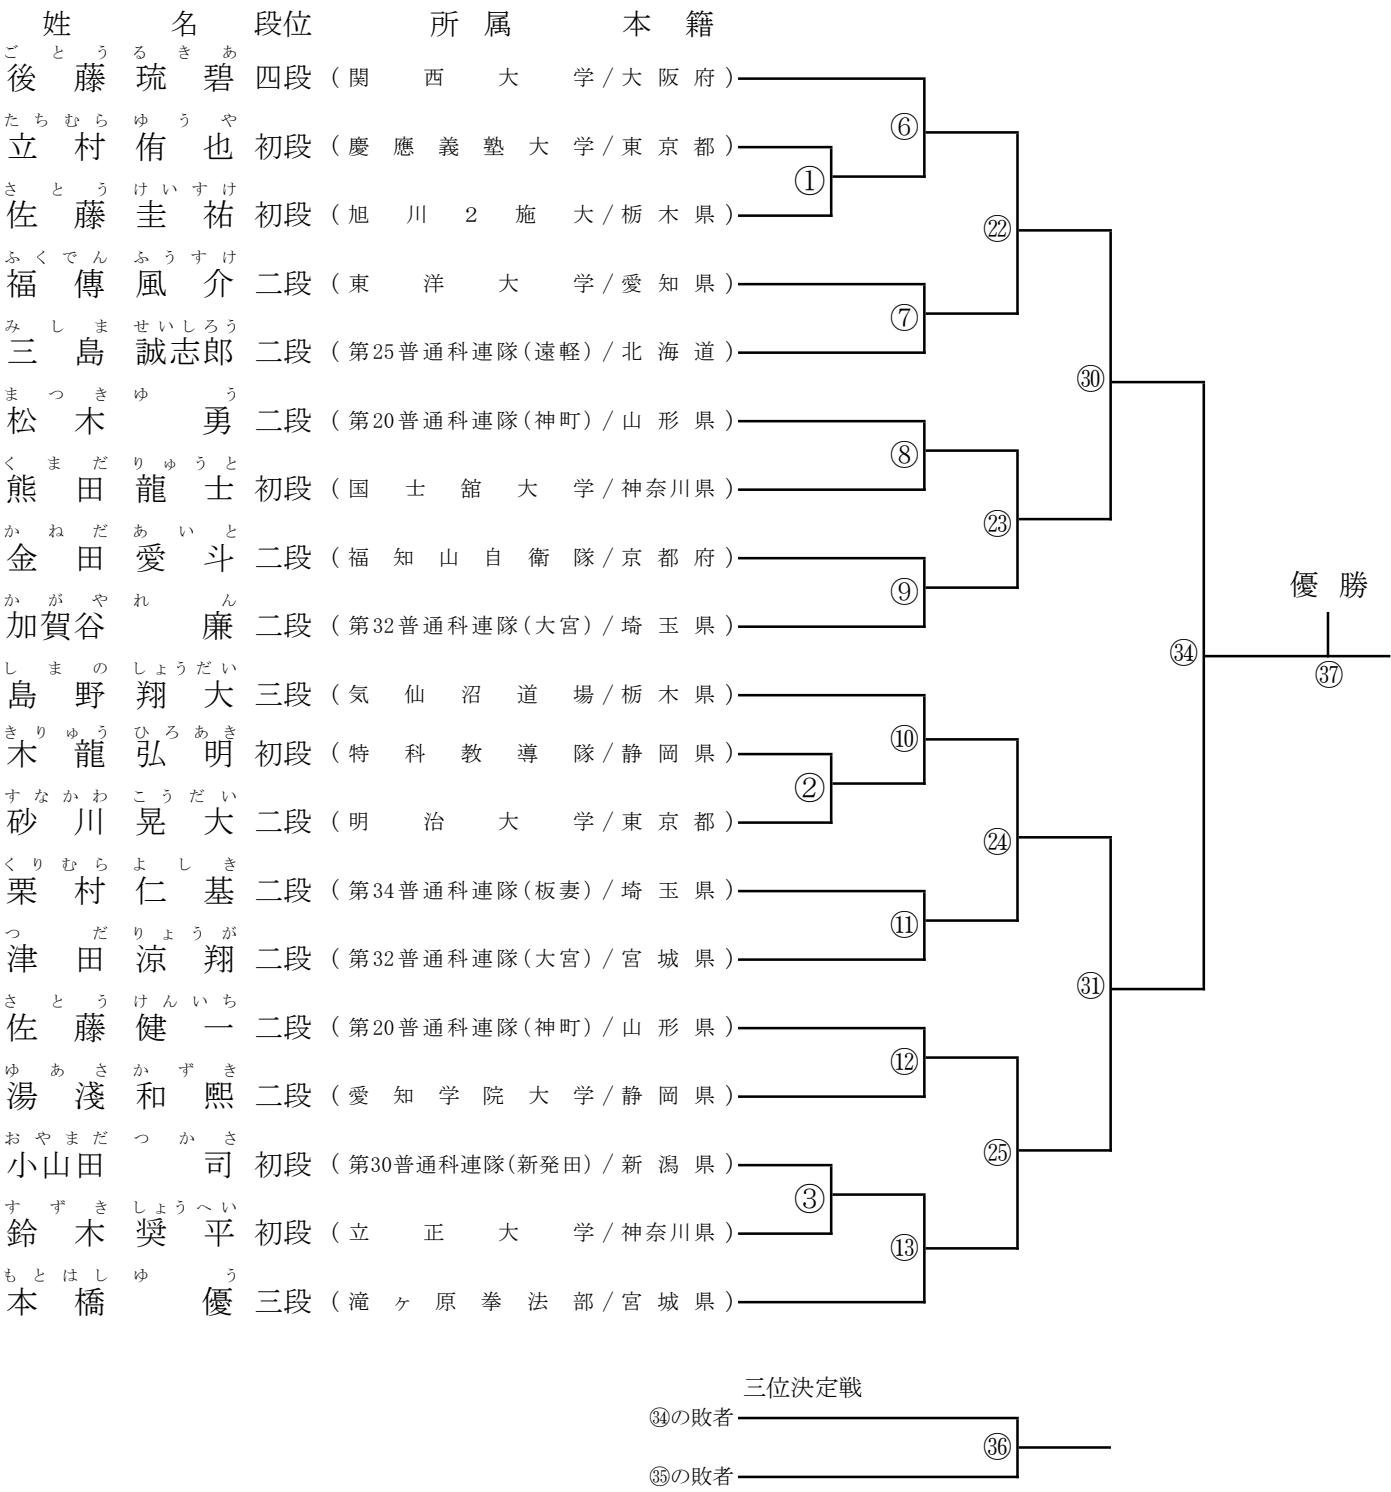 姓 名 段位 所属 本籍
ごとう るきあ
後藤 琉碧 四段 (関西大学/大阪府)
たちむら ゆうや
立村 侑也 初段 (慶應義塾大学/東京都)
⑥
①
さとう けいすけ
佐藤 圭祐 初段 (旭川2施大/栃木県)
㉒
ふくでん ふうすけ
福傳 風介 二段 (東洋大学/愛知県)
⑦
みしま せいしろう
三島 誠志郎 二段 (第25普通科連隊(遠軽)/北海道)
㉚
まつき ゆう
松木 勇 二段 (第20普通科連隊(神町)/山形県)
⑧
くまだ りゅうと
熊田 龍士 初段 (国士舘大学/神奈川県)
㉓
かねだ あいと
金田 愛斗 二段 (福知山自衛隊/京都府)
⑨
優勝
かがや れん
加賀谷 廉 二段 (第32普通科連隊(大宮)/埼玉県)
㉞
㊲
しまの しょうだい
島野 翔大 三段 (気仙沼道場/栃木県)
きりゅう ひろあき
木龍 弘明 初段 (特科教導隊/静岡県)
⑩
②
すなかわ こうだい
砂川 晃大 二段 (明治大学/東京都)
㉔
くりむら よしき
栗村 仁基 二段 (第34普通科連隊(板妻)/埼玉県)
⑪
つだ りょうが
津田 涼翔 二段 (第32普通科連隊(大宮)/宮城県)
㉛
さとう けんいち
佐藤 健一 二段 (第20普通科連隊(神町)/山形県)
⑫
ゆあさ かずき
湯淺 和熙 二段 (愛知学院大学/静岡県)
おやまだ つかさ
小山田 司 初段 (第30普通科連隊(新発田)/新潟県)
㉕
③
すずき しょうへい
鈴木 奨平 初段 (立正大学/神奈川県)
⑬
もとはし ゆう
本橋 優 三段 (滝ヶ原拳法部/宮城県)
三位決定戦
㉞の敗者
㊱
㉟の敗者